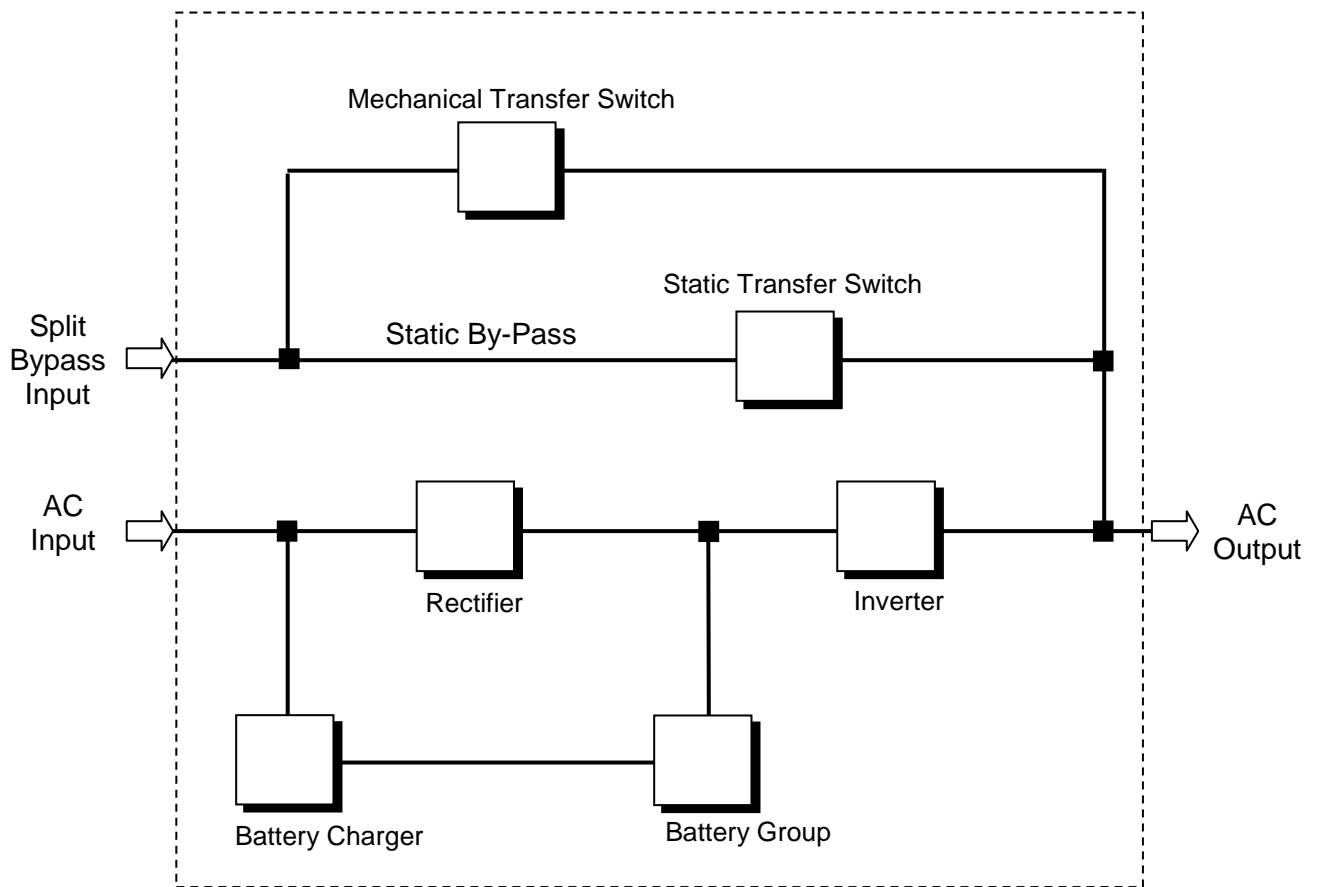 Mechanical Transfer Switch
Static Transfer Switch
Split
Bypass
Input
Static By-Pass
AC
Input
Rectifier
Inverter
AC
Output
Battery Charger
Battery Group